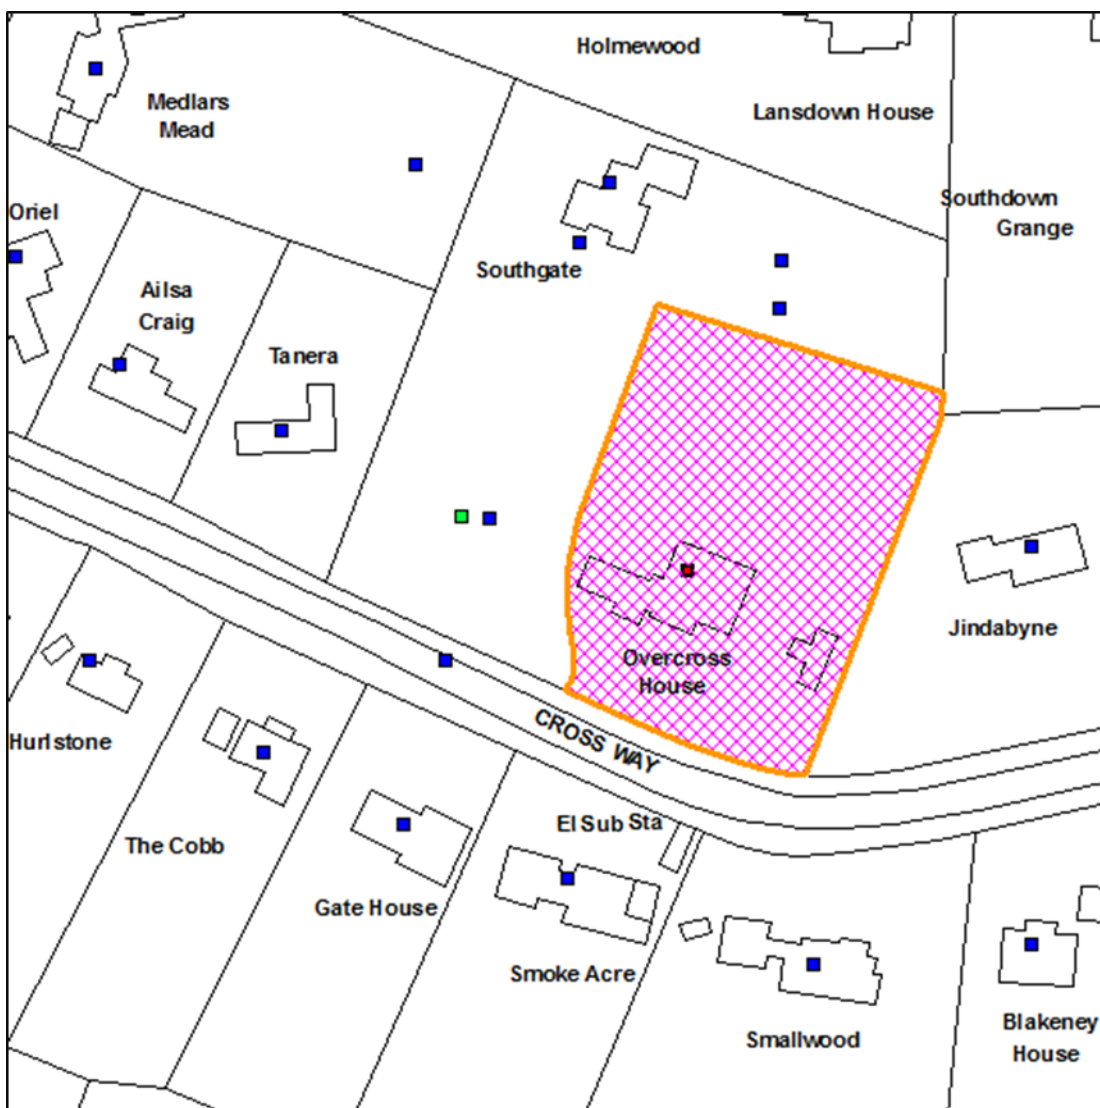 Holmewood
Medlars
Mead
Lansdown House
Southdown
Grange
Oriel
Southgate
Ailsa
Craig
Tanera
Jindabyne
Overcross
House
CROSS WAY
Hurlstone
The Cobb
El Sub Sta
Gate House
Smoke Acre
Smallwood
Blakeney
House